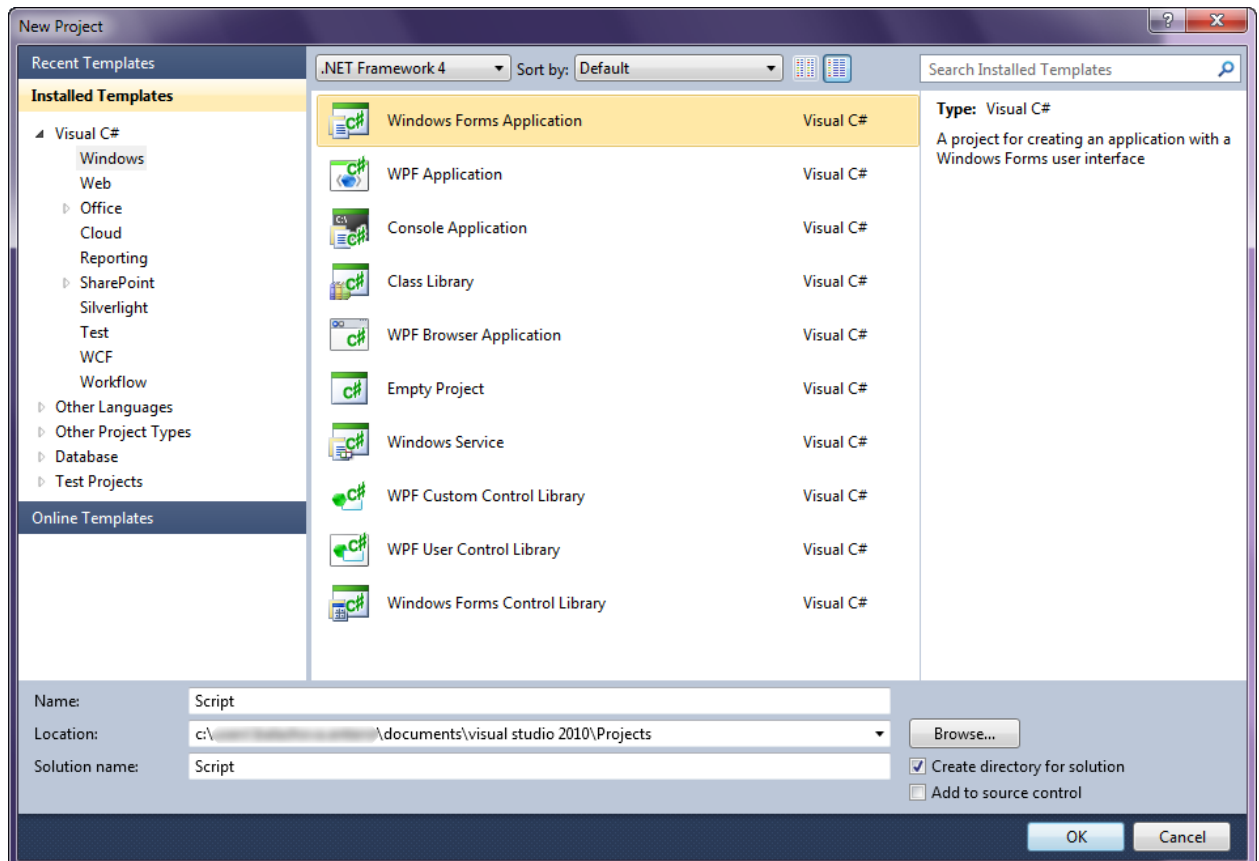 New Project
Recent Templates
Installed Templates
Visual C#
Windows
Web
Office
Cloud
Reporting
SharePoint
Silverlight
Test
WCF
Workflow
Other Languages
Other Project Types
Database
Test Projects
Online Templates
.NET Framework 4 Sort by: Default
Windows Forms Application Visual C#
WPF Application Visual C#
Console Application Visual C#
Class Library Visual C#
WPF Browser Application Visual C#
Empty Project Visual C#
Windows Service Visual C#
WPF Custom Control Library Visual C#
WPF User Control Library Visual C#
Windows Forms Control Library Visual C#
Search Installed Templates
Type: Visual C#
A project for creating an application with a
Windows Forms user interface
Name: Script
Location: c:\ \documents\visual studio 2010\Projects Browse...
Solution name: Script
Create directory for solution
Add to source control
OK Cancel